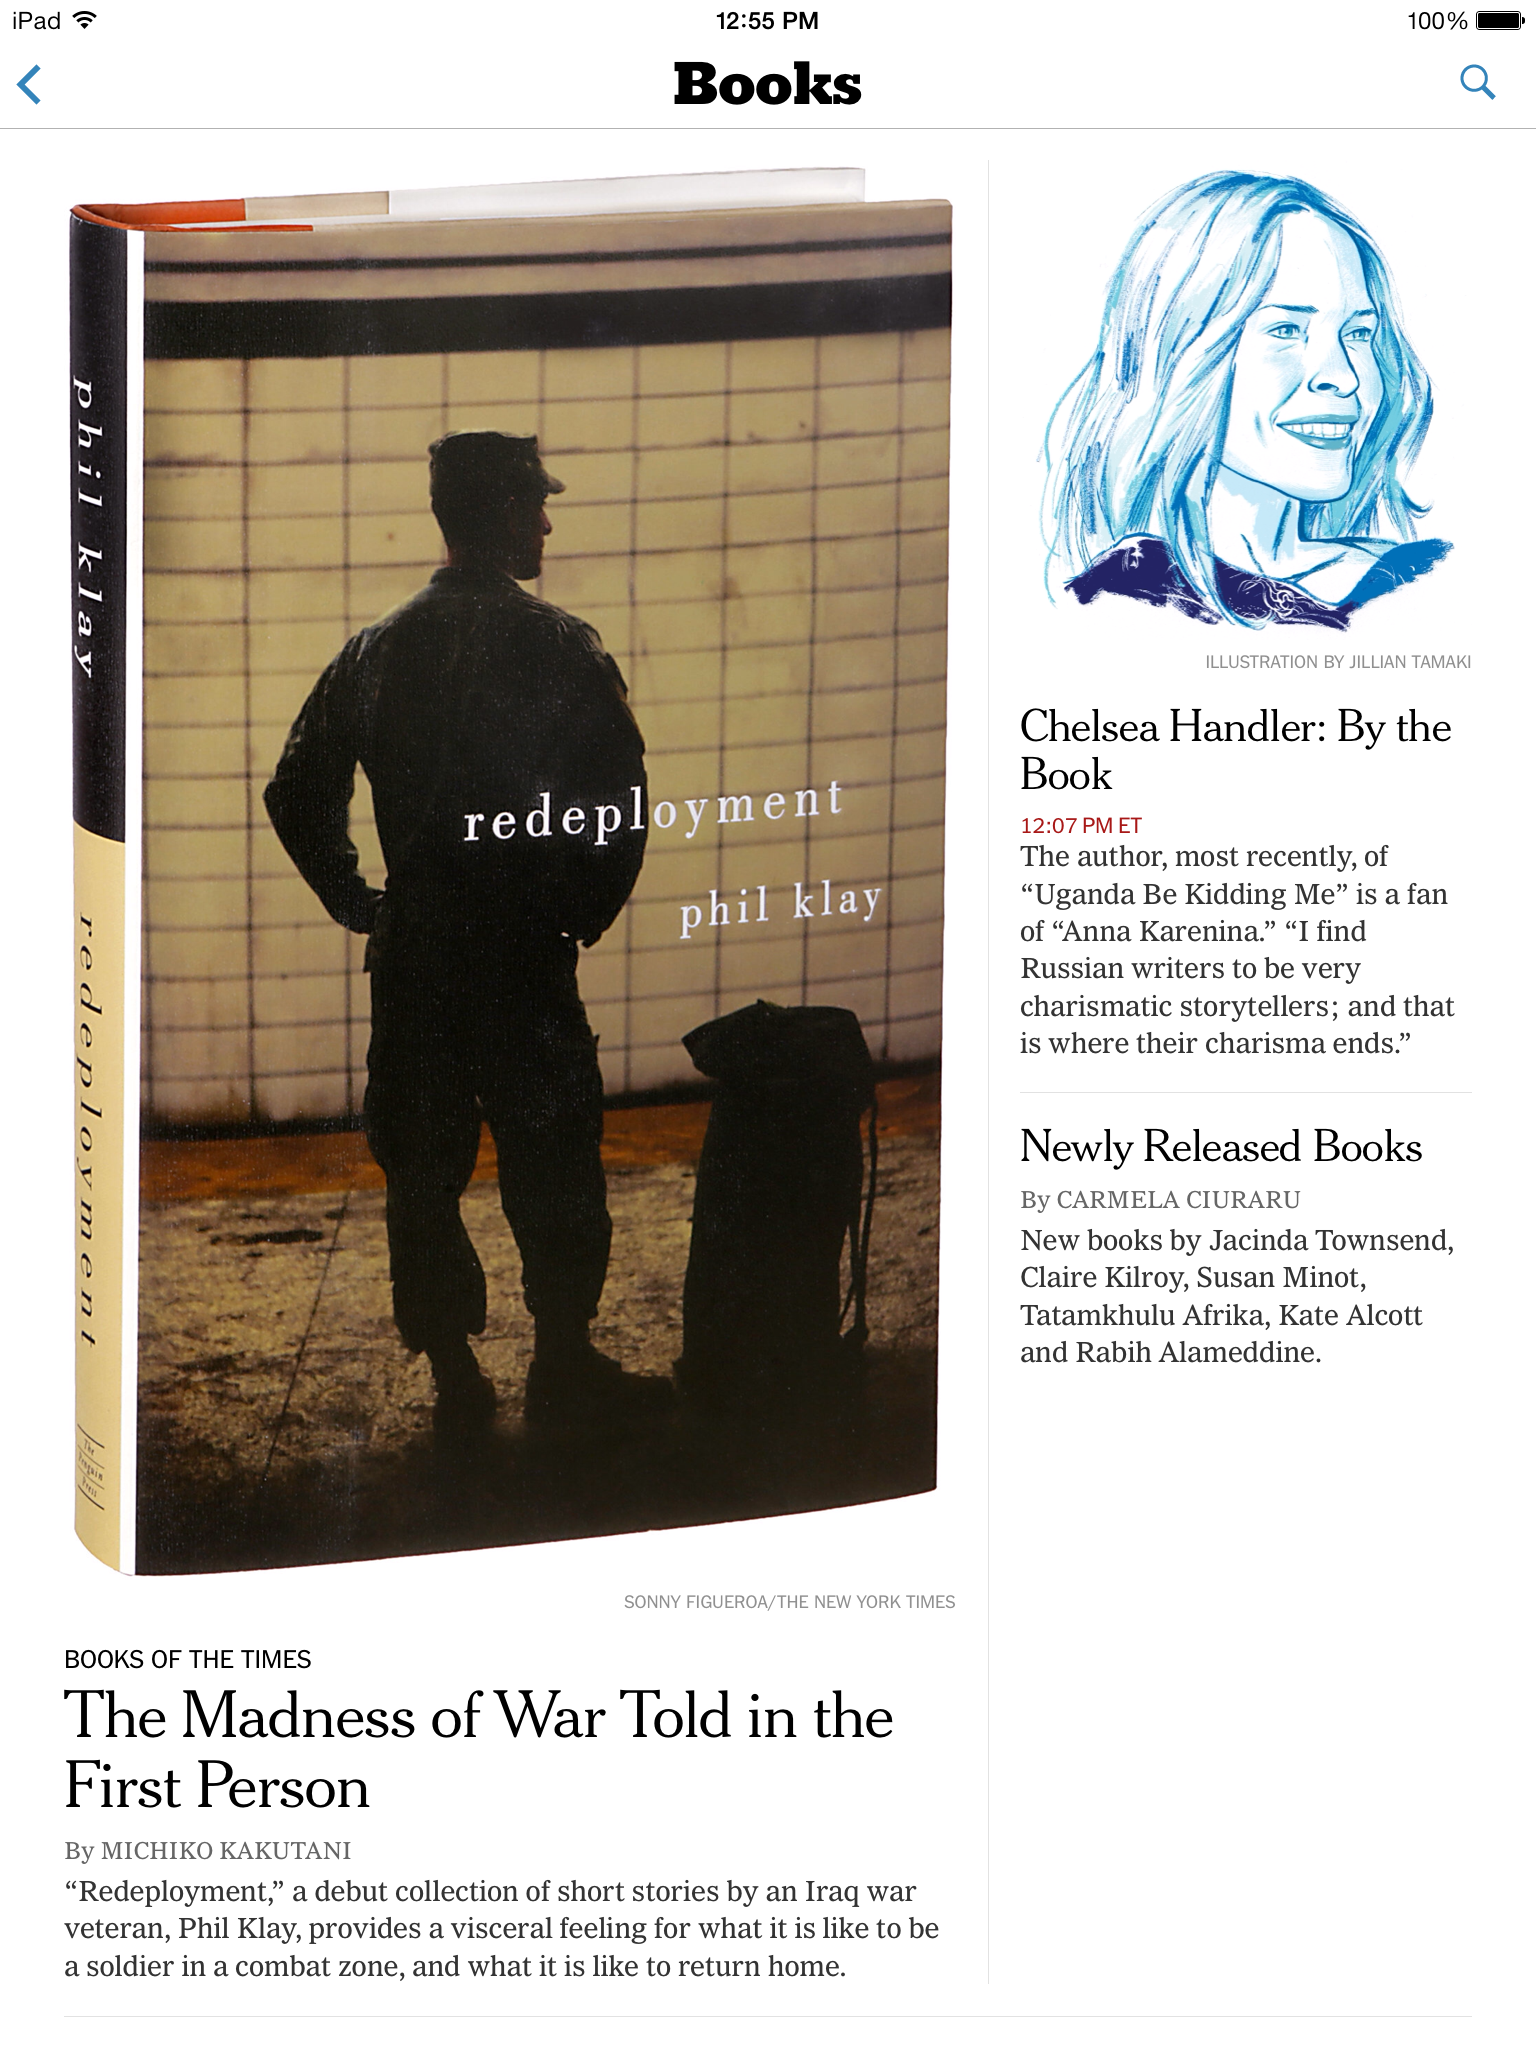 iPad
12:55 PM
100%
Books
phil klay
redeployment
The
Penguin
Press
redeployment
phil klay
SONNY FIGUEROA/THE NEW YORK TIMES
BOOKS OF THE TIMES
The Madness of War Told in the
First Person
By MICHIKO KAKUTANI
“Redeployment,” a debut collection of short stories by an Iraq war
veteran, Phil Klay, provides a visceral feeling for what it is like to be
a soldier in a combat zone, and what it is like to return home.
ILLUSTRATION BY JILLIAN TAMAKI
Chelsea Handler: By the
Book
12:07 PM ET
The author, most recently, of
“Uganda Be Kidding Me” is a fan
of “Anna Karenina.” “I find
Russian writers to be very
charismatic storytellers; and that
is where their charisma ends.”
Newly Released Books
By CARMELA CIURARU
New books by Jacinda Townsend,
Claire Kilroy, Susan Minot,
Tatamkhulu Afrika, Kate Alcott
and Rabih Alameddine.